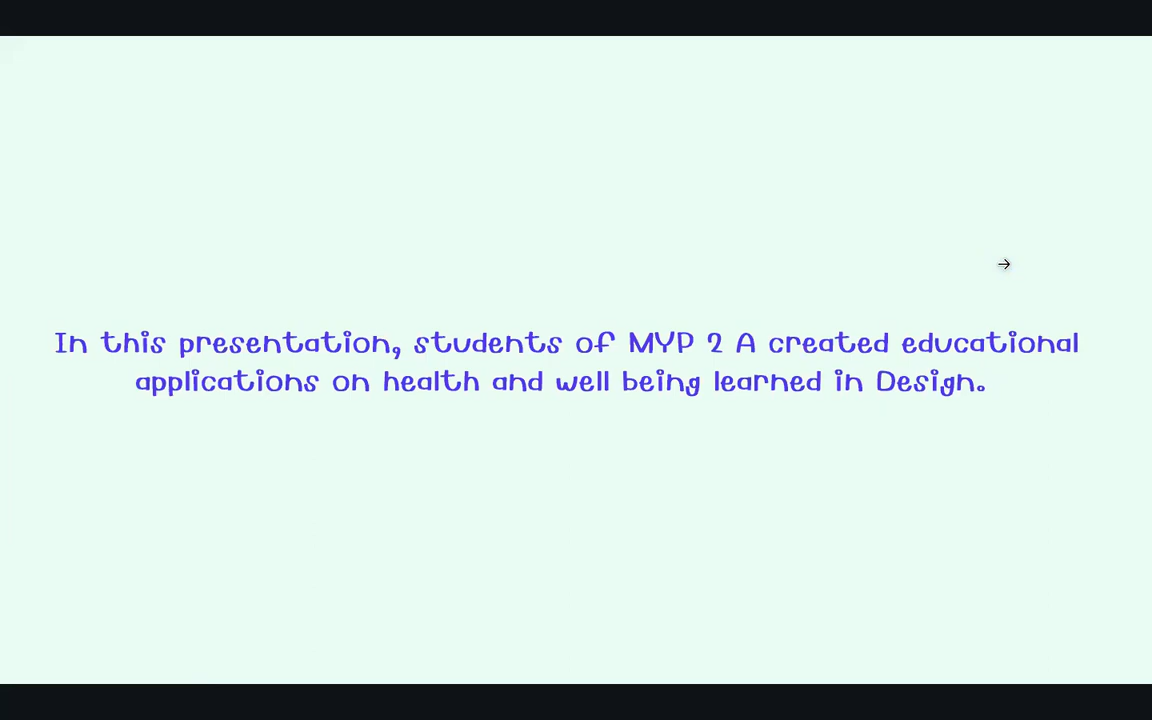 In this presentation, students of MYP 2 A created educational
applications on health and well being learned in Design.